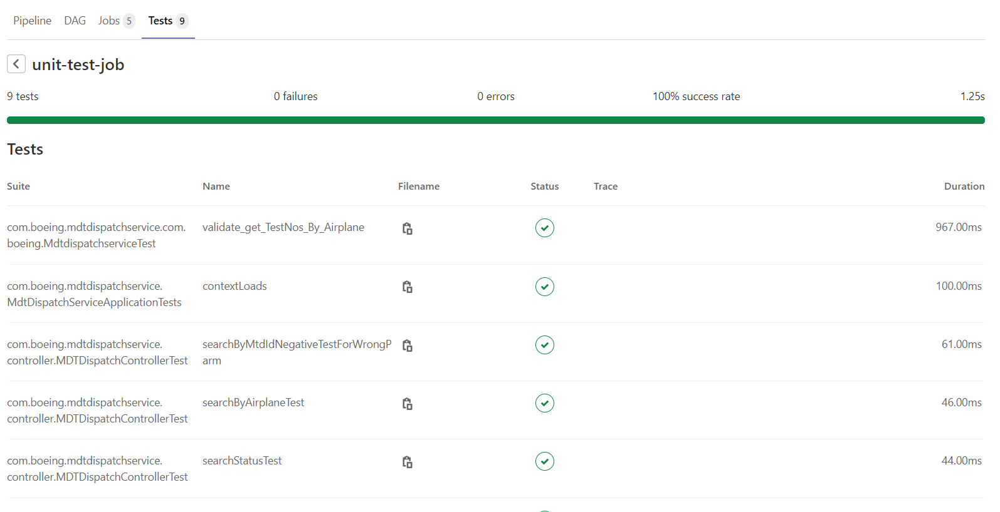 Pipeline DAG Jobs 5 Tests 9
unit-test-job
9 tests 0 failures 0 errors 100% success rate 1.25s
Tests
Suite Name Filename Status Trace Duration
com.boeing.mdtdispatchservice.com. validate_get_TestNos_By_Airplane 967.00ms
boeing.MdtdispatchserviceTest
com.boeing.mdtdispatchservice. contextLoads 100.00ms
MdtDispatchServiceApplicationTests
com.boeing.mdtdispatchservice. searchByMtdIdNegativeTestForWrongP 61.00ms
controller.MDTDispatchControllerTest arm
com.boeing.mdtdispatchservice. searchByAirplaneTest 46.00ms
controller.MDTDispatchControllerTest
com.boeing.mdtdispatchservice. searchStatusTest 44.00ms
controller.MDTDispatchControllerTest